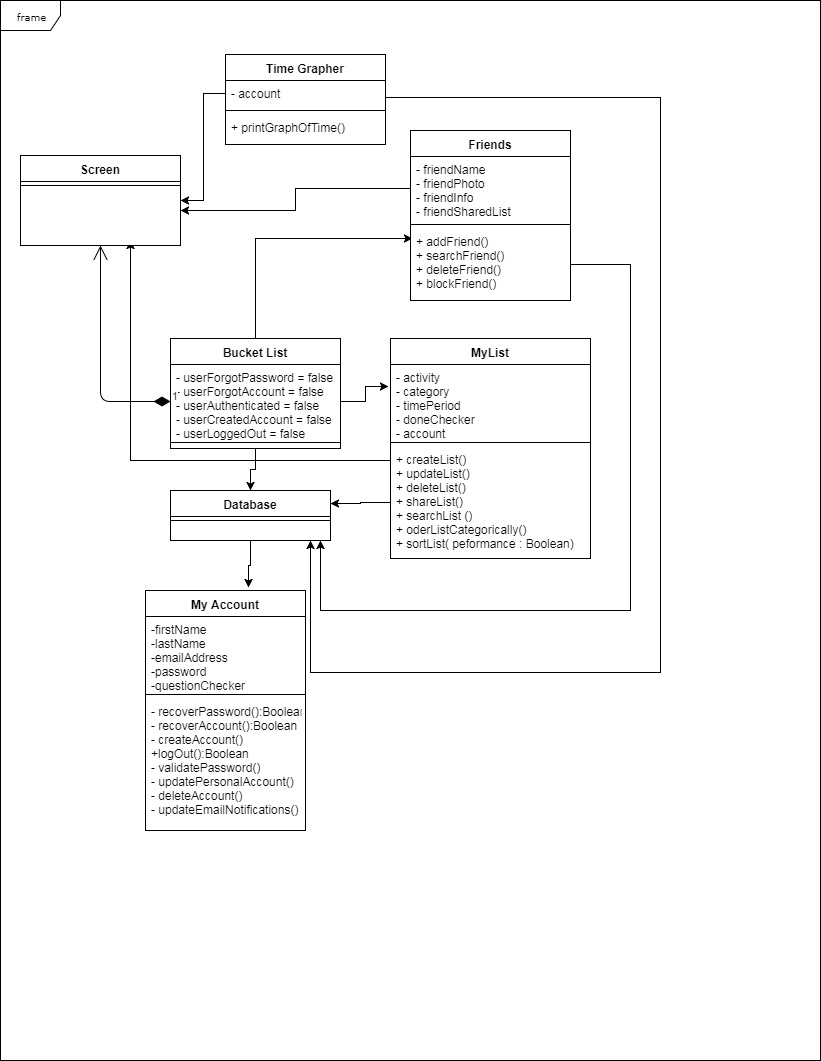 frame
Time Grapher
- account
+ printGraphOfTime()
Friends
- friendName
- friendPhoto
- friendInfo
- friendSharedList
+ addFriend()
+ searchFriend()
+ deleteFriend()
+ blockFriend()
Screen
Bucket List
- userForgotPassword = false
- userForgotAccount = false
- userAuthenticated = false
- userCreatedAccount = false
- userLoggedOut = false
1
MyList
- activity
- category
- timePeriod
- doneChecker
- account
+ createList()
+ updateList()
+ deleteList()
+ shareList()
+ searchList ()
+ oderListCategorically()
+ sortList( peformance : Boolean)
Database
My Account
-firstName
-lastName
-emailAddress
-password
-questionChecker
- recoverPassword():Boolean
- recoverAccount():Boolean
- createAccount()
+logOut():Boolean
- validatePassword()
- updatePersonalAccount()
- deleteAccount()
- updateEmailNotifications()